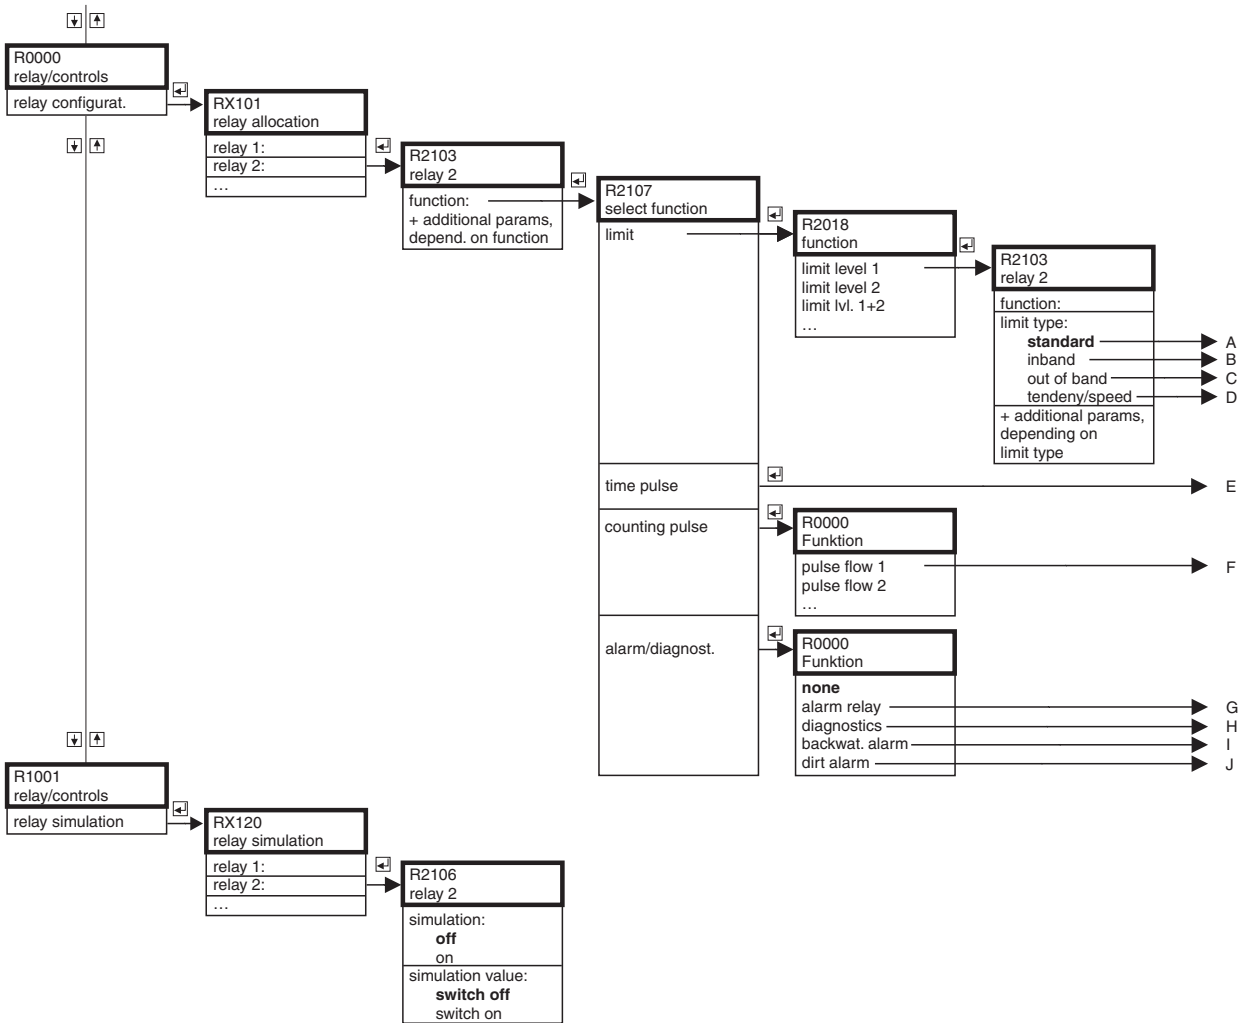 R0000
relay/controls
relay configurat.
RX101
relay allocation
relay 1:
relay 2:
...
R2103
relay 2
function:
+ additional params,
depend. on function
R2107
select function
limit
R2018
function
limit level 1
limit level 2
limit lvl. 1+2
...
R2103
relay 2
function:
limit type:
standard
inband
out of band
tendeny/speed
+ additional params,
depending on
limit type
A
B
C
D
time pulse
E
counting pulse
R0000
Funktion
pulse flow 1
pulse flow 2
...
F
alarm/diagnost.
R0000
Funktion
none
alarm relay
diagnostics
backwat. alarm
dirt alarm
G
H
I
J
R1001
relay/controls
relay simulation
RX120
relay simulation
relay 1:
relay 2:
...
R2106
relay 2
simulation:
off
on
simulation value:
switch off
switch on